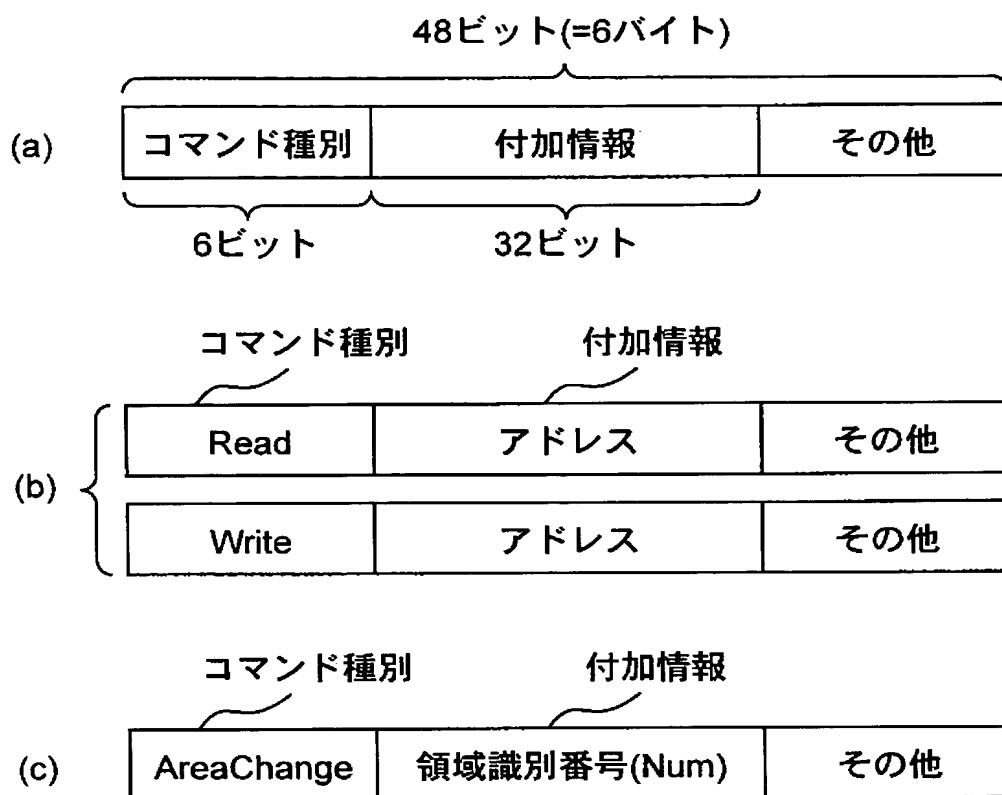 48ビット(=6バイト)
(a) コマンド種別 付加情報 その他
6ビット 32ビット
コマンド種別 付加情報
Read アドレス その他
(b)
Write アドレス その他
コマンド種別 付加情報
(c) AreaChange 領域識別番号(Num) その他